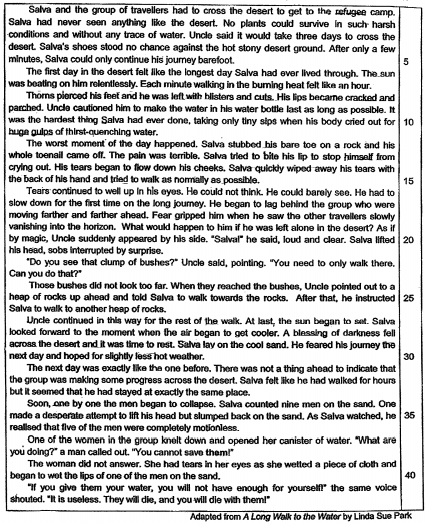 Salva and the group of travellers had to cross the desert to get to the refugee camp.
Salva had never seen anything like the desert. No plants could survive in such harsh
conditions and without any trace of water. Uncle said it would take three days to cross the
desert. Salva's shoes stood no chance against the hot stony desert ground. After only a few
minutes, Salva could only continue his journey barefoot. 5
The first day in the desert felt like the longest day Salva had ever lived through. The sun
was beating on him relentlessly. Each minute walking in the burning heat felt like an hour.
Thorns pierced his feet and he was left with blisters and cuts. His lips became cracked and
parched. Uncle cautioned him to make the water in his water bottle last as long as possible. It
was the hardest thing Salva had ever done, taking only tiny sips when his body cried out for 10
huge gulps of thirst-quenching water.
The worst moment of the day happened. Salva stubbed his bare toe on a rock and his
whole toenail came off. The pain was terrible. Salva tried to bite his lip to stop himself from
crying out. His tears began to flow down his cheeks. Salva quickly wiped away his tears with
the back of his hand and tried to walk as normally as possible. 15
Tears continued to well up in his eyes. He could not think. He could barely see. He had to
slow down for the first time on the long journey. He began to lag behind the group who were
moving farther and farther ahead. Fear gripped him when he saw the other travellers slowly
vanishing into the horizon. What would happen to him if he was left alone in the desert? As if
by magic, Uncle suddenly appeared by his side. "Salva!" he said, loud and clear. Salva lifted 20
his head, sobs interrupted by surprise.
"Do you see that clump of bushes?" Uncle said, pointing. "You need to only walk there.
Can you do that?"
Those bushes did not look too far. When they reached the bushes, Uncle pointed out to a
heap of rocks up ahead and told Salva to walk towards the rocks. After that, he instructed 25
Salva to walk to another heap of rocks.
Uncle continued in this way for the rest of the walk. At last, the sun began to set. Salva
looked forward to the moment when the air began to get cooler. A blessing of darkness fell
across the desert and it was time to rest. Salva lay on the cool sand. He feared his journey the
next day and hoped for slightly less hot weather. 30
The next day was exactly like the one before. There was not a thing ahead to indicate that
the group was making some progress across the desert. Salva felt like he had walked for hours
but it seemed that he had stayed at exactly the same place.
Soon, one by one the men began to collapse. Salva counted nine men on the sand. One
made a desperate attempt to lift his head but slumped back on the sand. As Salva watched, he 35
realised that five of the men were completely motionless.
One of the women in the group knelt down and opened her canister of water. "What are
you doing?" a man called out. "You cannot save them!"
The woman did not answer. She had tears in her eyes as she wetted a piece of cloth and
began to wet the lips of one of the men on the sand. 40
"If you give them your water, you will not have enough for yourself!" the same voice
shouted. "It is useless. They will die, and you will die with them!"
Adapted from A Long Walk to the Water by Linda Sue Park